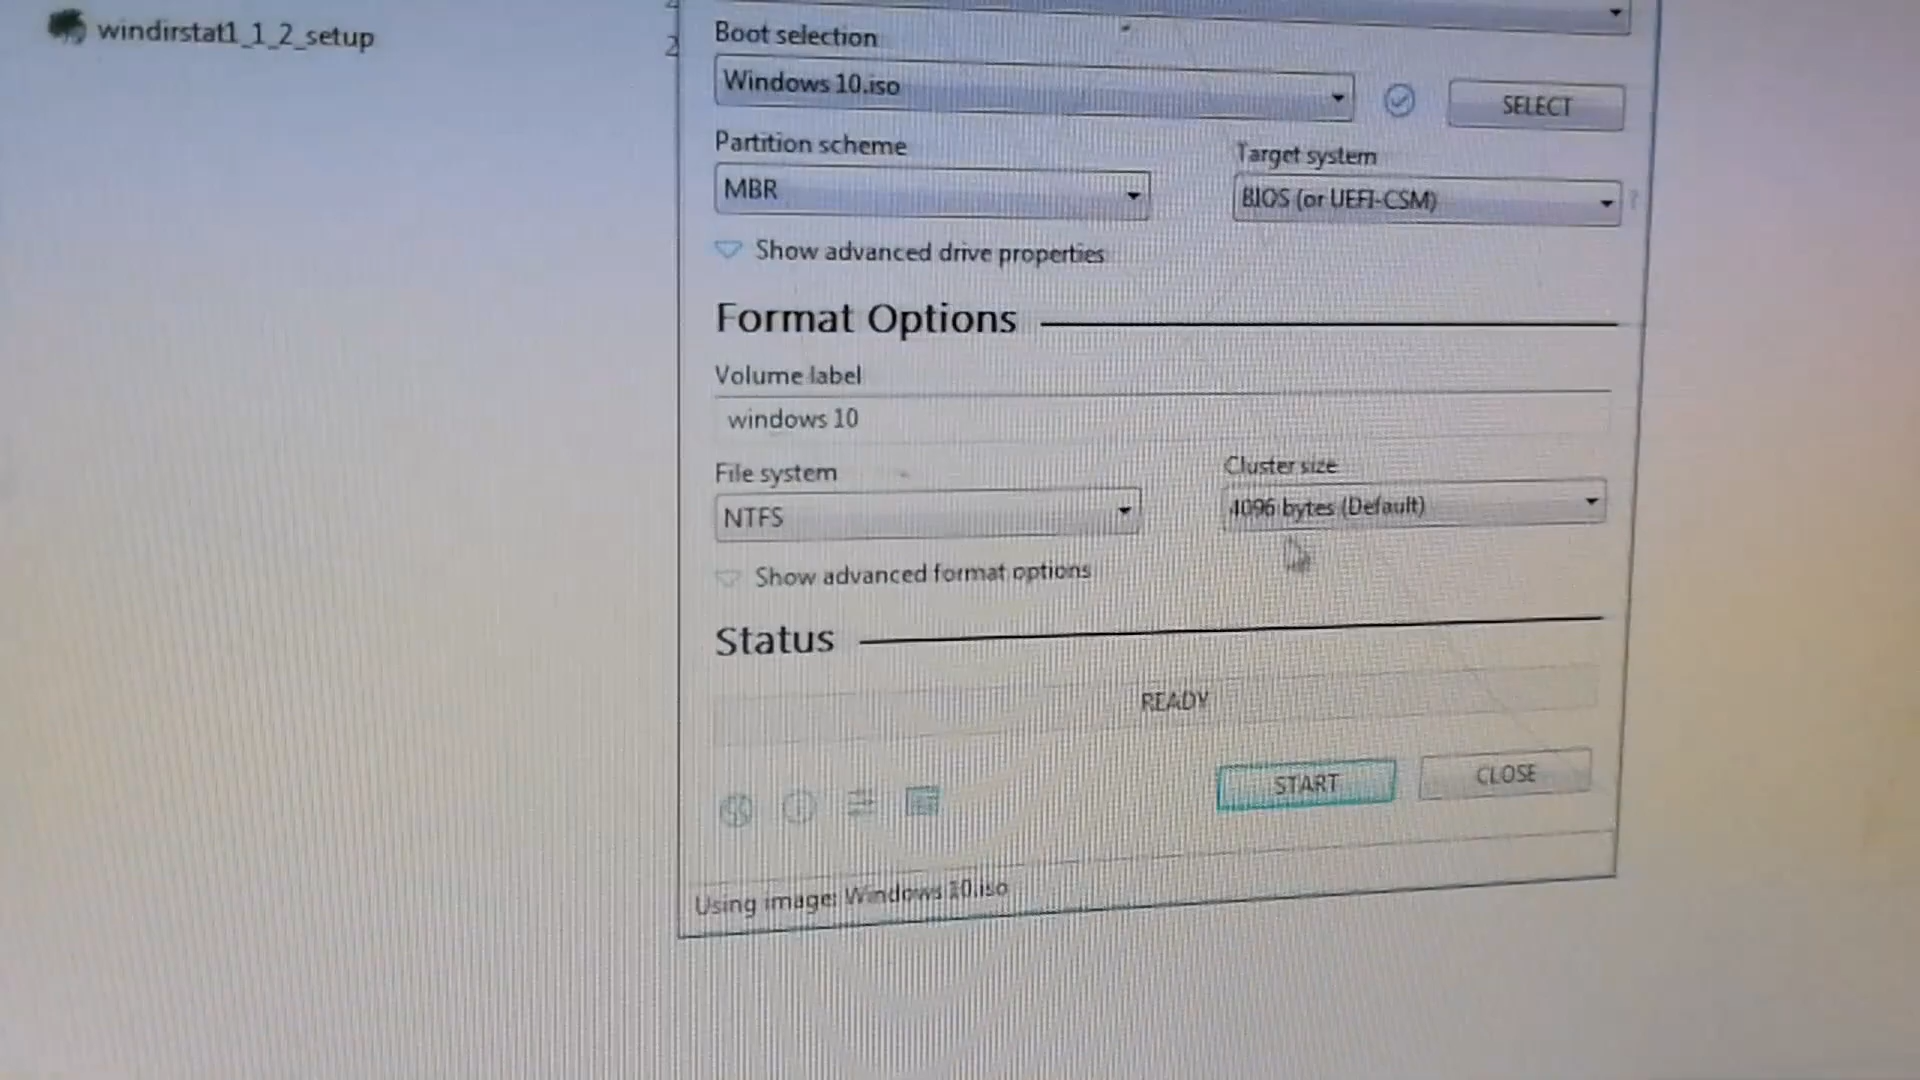 windirstat1_1_2_setup
2
Boot selection
Windows 10.iso
SELECT
Partition scheme
Target system
MBR
BIOS (or UEFI-CSM)
?
Show advanced drive properties
Format Options
Volume label
windows 10
File system
Cluster size
NTFS
4096 bytes (Default)
Show advanced format options
Status
READY
START
CLOSE
Using image: Windows 10.iso